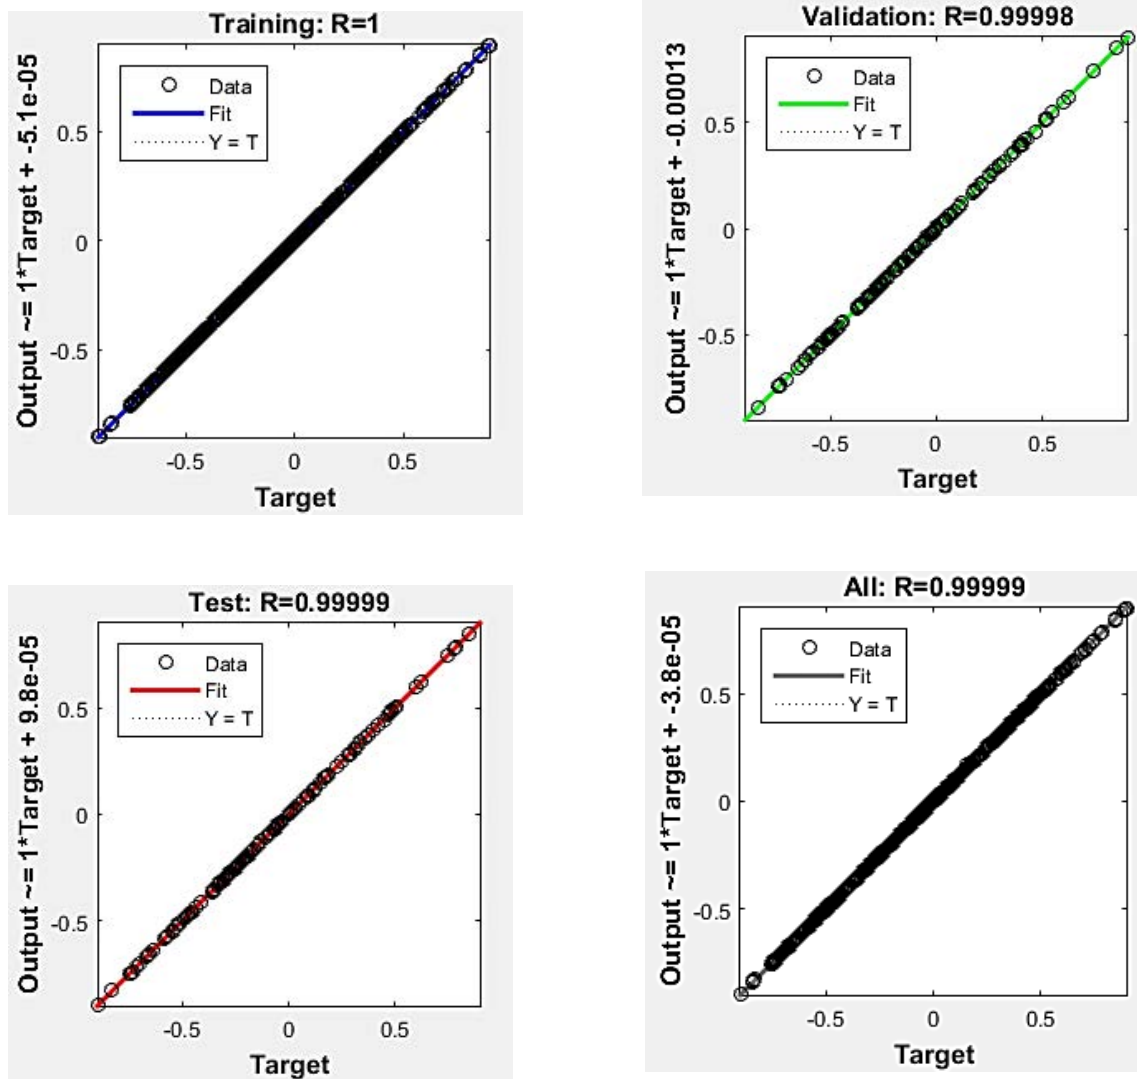 Training: R=1
Output ~= 1*Target + -5.1e-05
Data
Fit
Y = T
0.5
0
-0.5
-0.5 0 0.5
Target
Validation: R=0.99998
Output ~= 1*Target + -0.00013
Data
Fit
Y = T
0.5
0
-0.5
-0.5 0 0.5
Target
Test: R=0.99999
Output ~= 1*Target + 9.8e-05
Data
Fit
Y = T
0.5
0
-0.5
-0.5 0 0.5
Target
All: R=0.99999
Output ~= 1*Target + -3.8e-05
Data
Fit
Y = T
0.5
0
-0.5
-0.5 0 0.5
Target